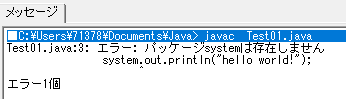 メッセージ
C:\Users\71378\Documents\Java> javac  Test01.java
Test01.java:3: エラー: パッケージsystemは存在しません
system.out.println("hello world!");
^
エラー1個